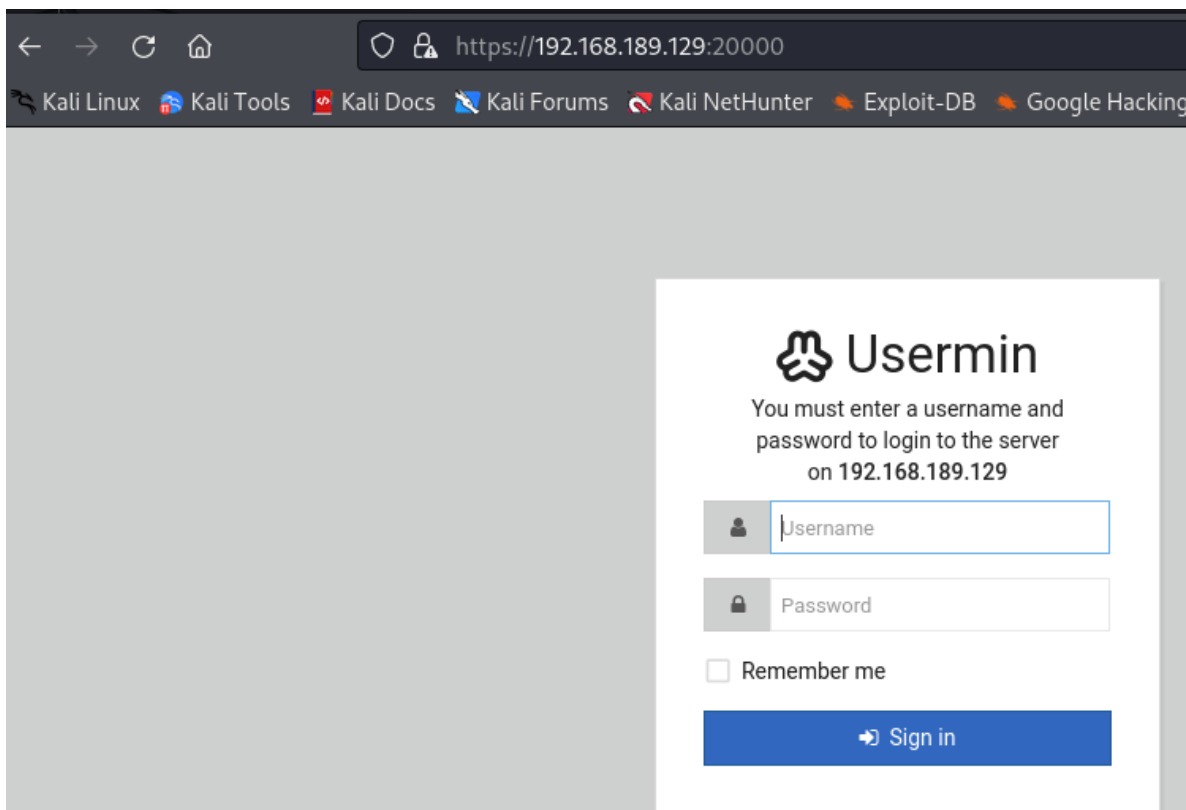 https://192.168.189.129:20000
Kali Linux Kali Tools Kali Docs Kali Forums Kali NetHunter Exploit-DB Google Hacking
Usermin
You must enter a username and
password to login to the server
on 192.168.189.129
Username
Password
Remember me
Sign in